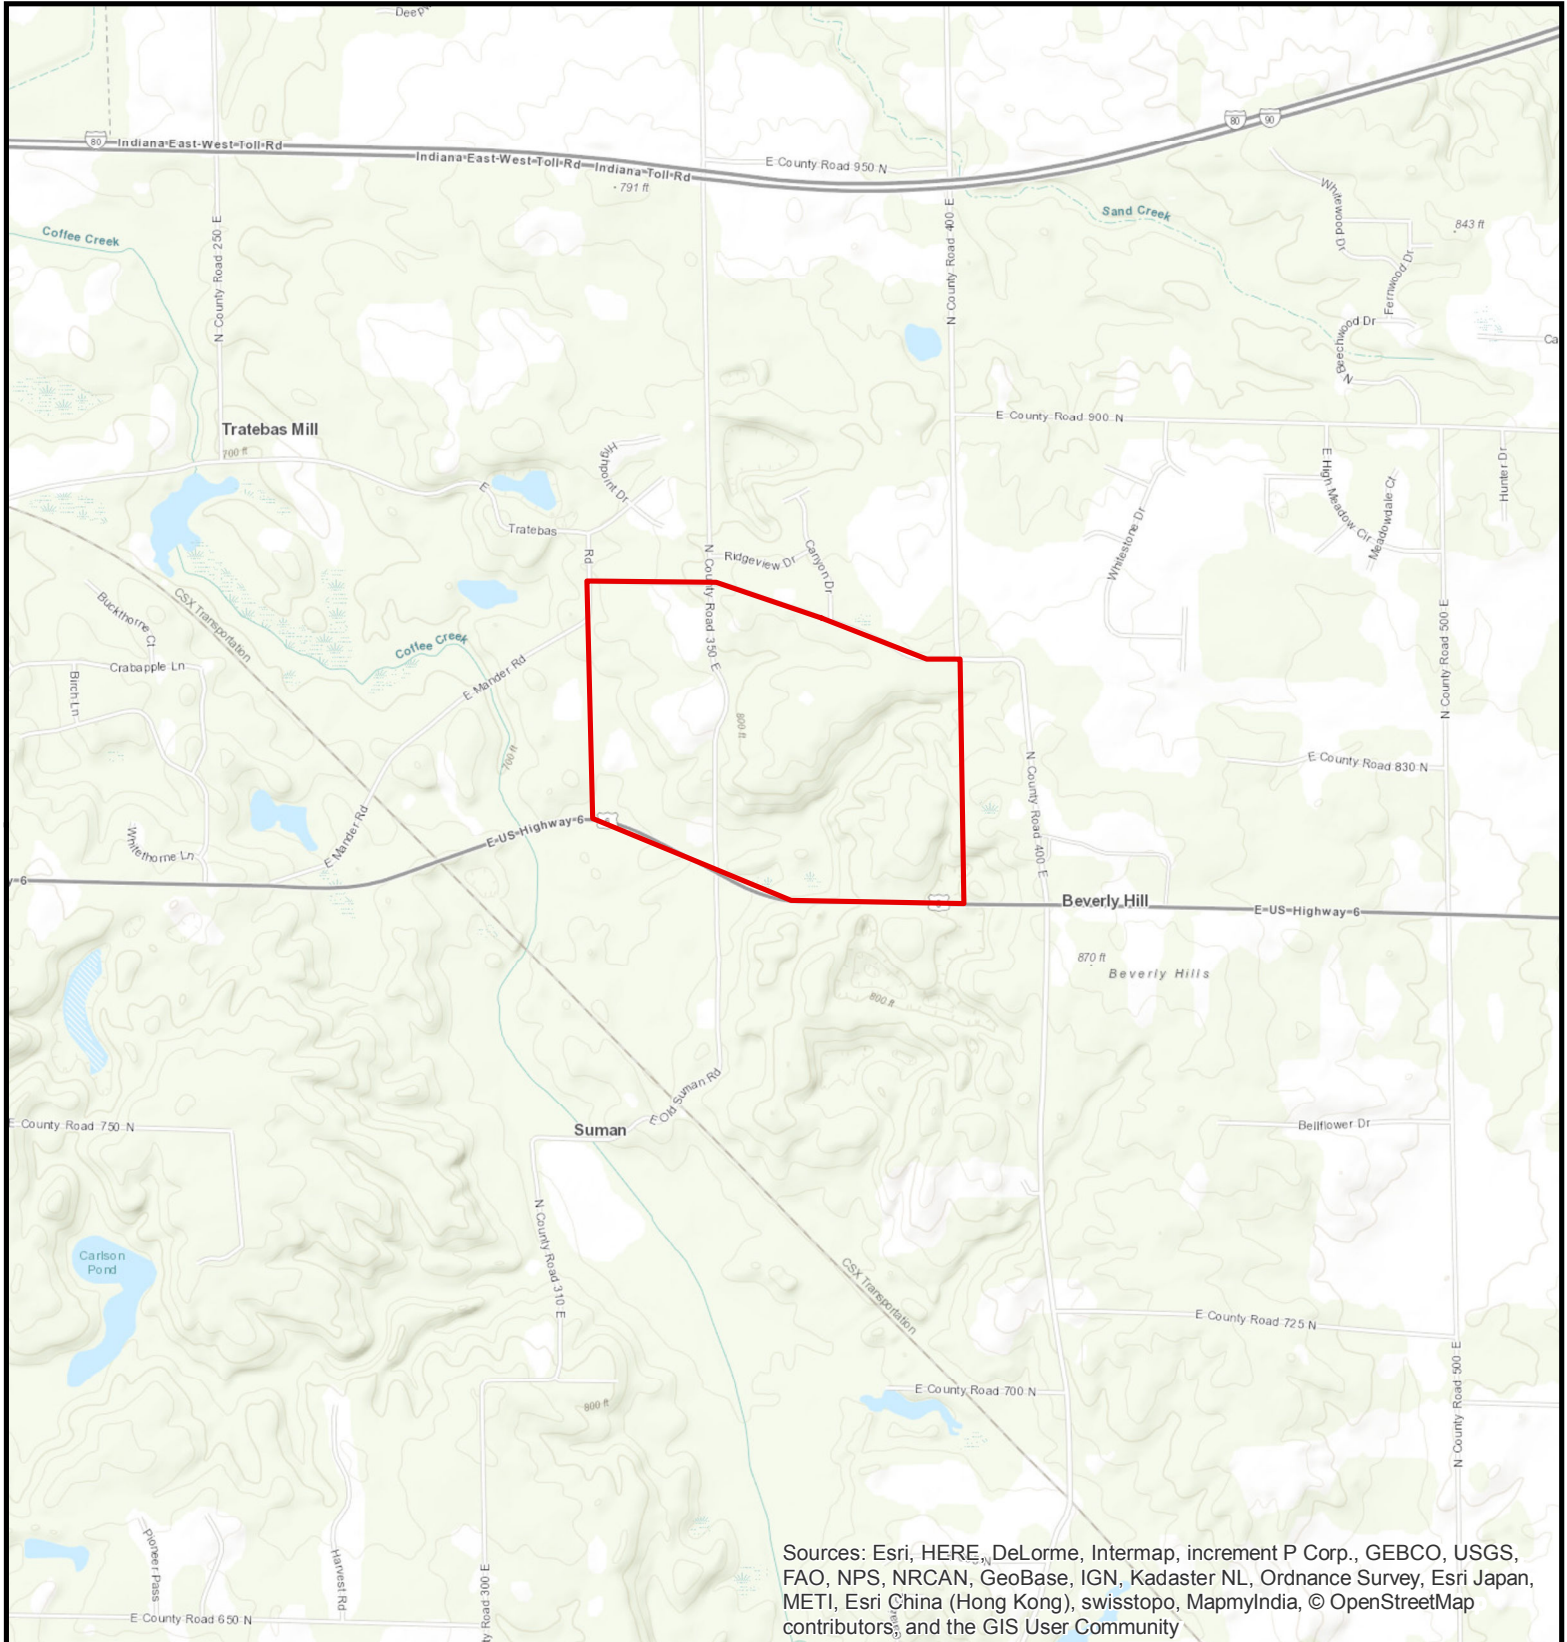 80
Indiana East-West Toll Rd
Indiana East-West Toll Rd
Indiana Toll Rd
791 ft
E County Road 950 N
80
90
Coffee Creek
N County Road 250 E
N County Road 400 E
Sand Creek
Whitewood Dr
843 ft
Fernwood Dr
N Beechwood Dr
Ca
Tratebas Mill
700 ft
E County Road 900 N
Highpoint Dr
E
Tratebas
Rd
N County Road 350 E
Ridgeview Dr
Canyon Dr
Whitestone Dr
E High Meadow Cir
Meadowdale Ct
Hunter Dr
Buckthorne Ct
CSX Transportation
Coffee Creek
Crabapple Ln
Birch Ln
E Mander Rd
N County Road 500 E
700 ft
800 ft
N County Road 400 E
E County Road 830 N
Whitethorne Ln
E Mander Rd
E-US-Highway-6
6
y-6
Beverly Hill
E-US-Highway-6
870 ft
Beverly Hills
800 ft
E Old Suman Rd
Suman
E County Road 750 N
Bellflower Dr
Carlson
Pond
N County Road 310 E
CSX Transportation
E County Road 725 N
N County Road 500 E
E County Road 700 N
800 ft
Pioneer Pass
Harvest Rd
ty Road 300 E
E County Road 650 N
Sources: Esri, HERE, DeLorme, Intermap, increment P Corp., GEBCO, USGS,
FAO, NPS, NRCAN, GeoBase, IGN, Kadaster NL, Ordnance Survey, Esri Japan,
METI, Esri China (Hong Kong), swisstopo, MapmyIndia, © OpenStreetMap
contributors, and the GIS User Community